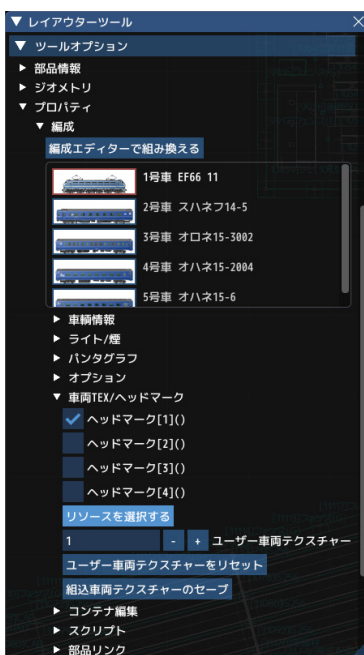 ▼ レイアウターツール ×
▼ ツールオプション
▶ 部品情報
▶ ジオメトリ
▼ プロパティ
▼ 編成
編成エディターで組み換える
1号車 EF66 11
2号車 スハネフ14-5
3号車 オロネ15-3002
4号車 オハネ15-2004
5号車 オハネ15-6
▶ 車輌情報
▶ ライト/煙
▶ パンタグラフ
▶ オプション
▼ 車両TEX/ヘッドマーク
ヘッドマーク[1]()
ヘッドマーク[2]()
ヘッドマーク[3]()
ヘッドマーク[4]()
リソースを選択する
1 - + ユーザー車両テクスチャー
ユーザー車両テクスチャーをリセット
組込車両テクスチャーのセーブ
▶ コンテナ編集
▶ スクリプト
▶ 部品リンク